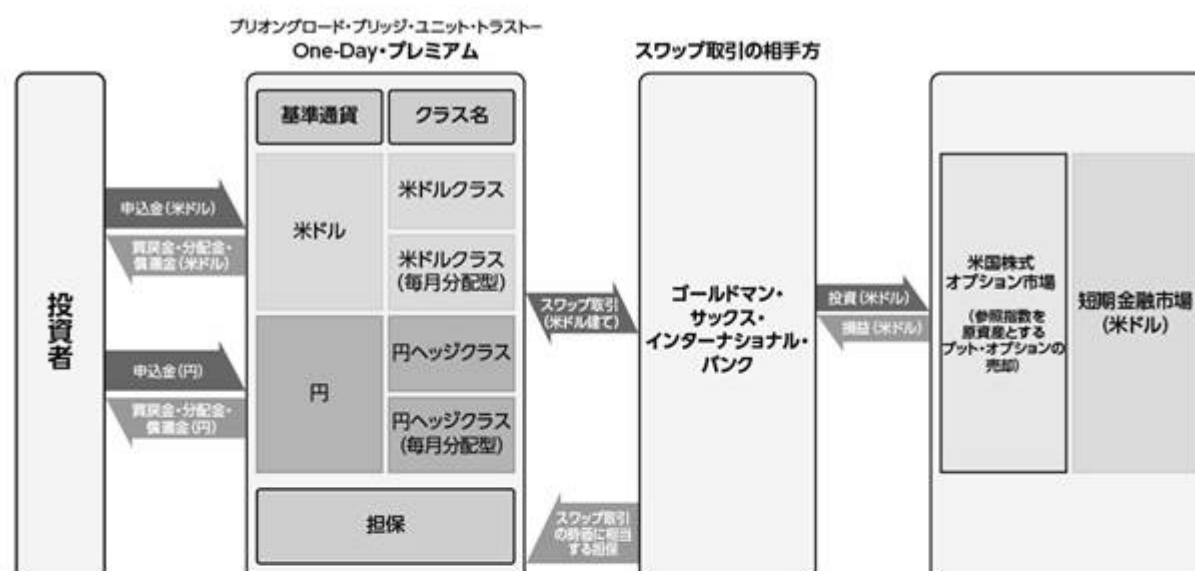 プリオングロード・ブリッジ・ユニット・トラストー
One-Day・プレミアム
スワップ取引の相手方
基準通貨
クラス名
投資者
申込金(米ドル)
買戻金・分配金・
償還金(米ドル)
申込金(円)
買戻金・分配金・
償還金(円)
米ドル
米ドルクラス
米ドルクラス
(毎月分配型)
円
円ヘッジクラス
円ヘッジクラス
(毎月分配型)
担保
スワップ取引
(米ドル建て)
スワップ取引
の時価に相当
する担保
ゴールドマン・
サックス・
インターナショナル・
バンク
投資(米ドル)
損益(米ドル)
米国株式
オプション市場
(参照指数を
原資産とする
プット・オプションの
売却)
短期金融市場
(米ドル)